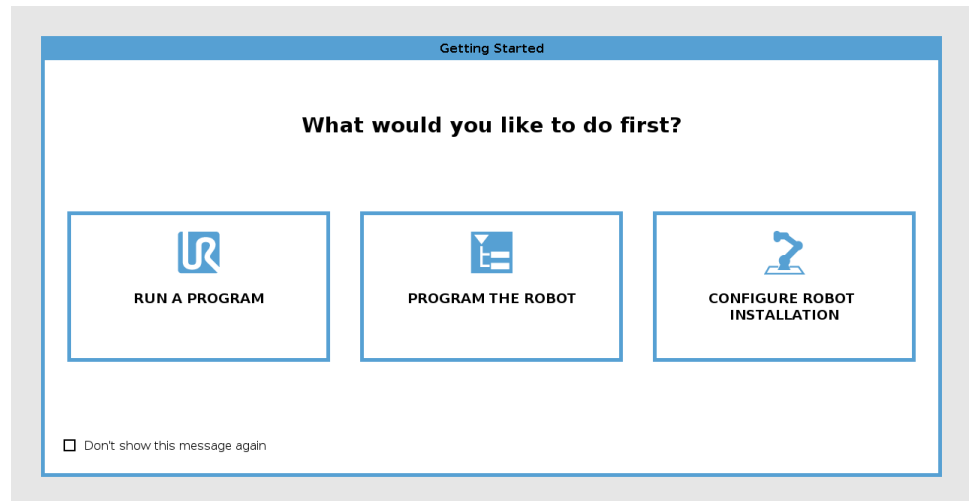 Getting Started
What would you like to do first?
UR
RUN A PROGRAM
PROGRAM THE ROBOT
CONFIGURE ROBOT
INSTALLATION
Don't show this message again